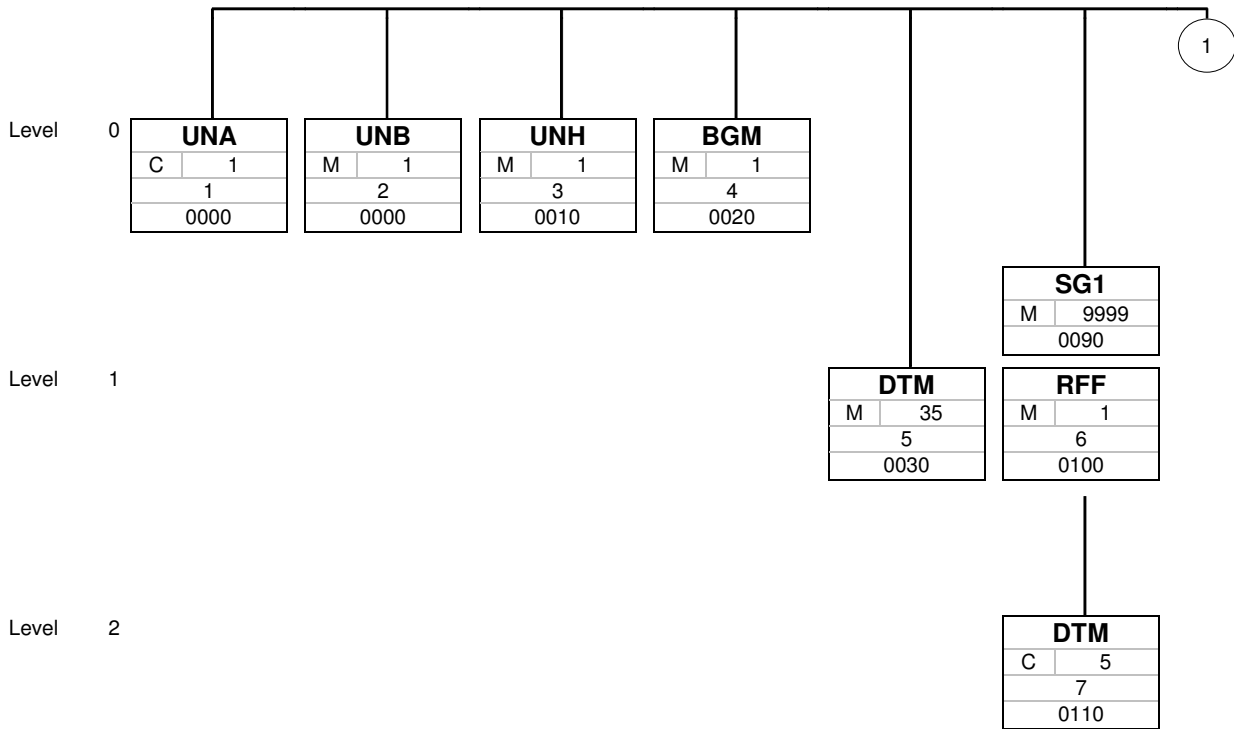 1
Level 0
UNA UNB UNH BGM
C 1 M 1 M 1 M 1
1 2 3 4
0000 0000 0010 0020
SG1
M 9999
0090
Level 1
DTM RFF
M 35 M 1
5 6
0030 0100
Level 2
DTM
C 5
7
0110